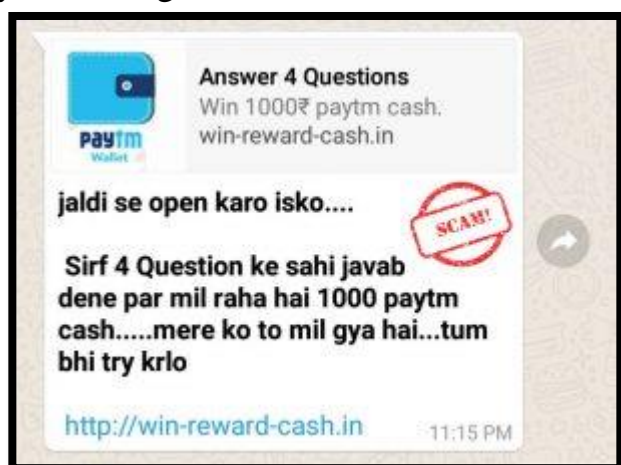 Answer 4 Questions
Win 1000₹ paytm cash.
win-reward-cash.in
Paytm
Wallet
jaldi se open karo isko....
SCAM!
Sirf 4 Question ke sahi javab
dene par mil raha hai 1000 paytm
cash.....mere ko to mil gya hai...tum
bhi try krlo
http://win-reward-cash.in
11:15 PM